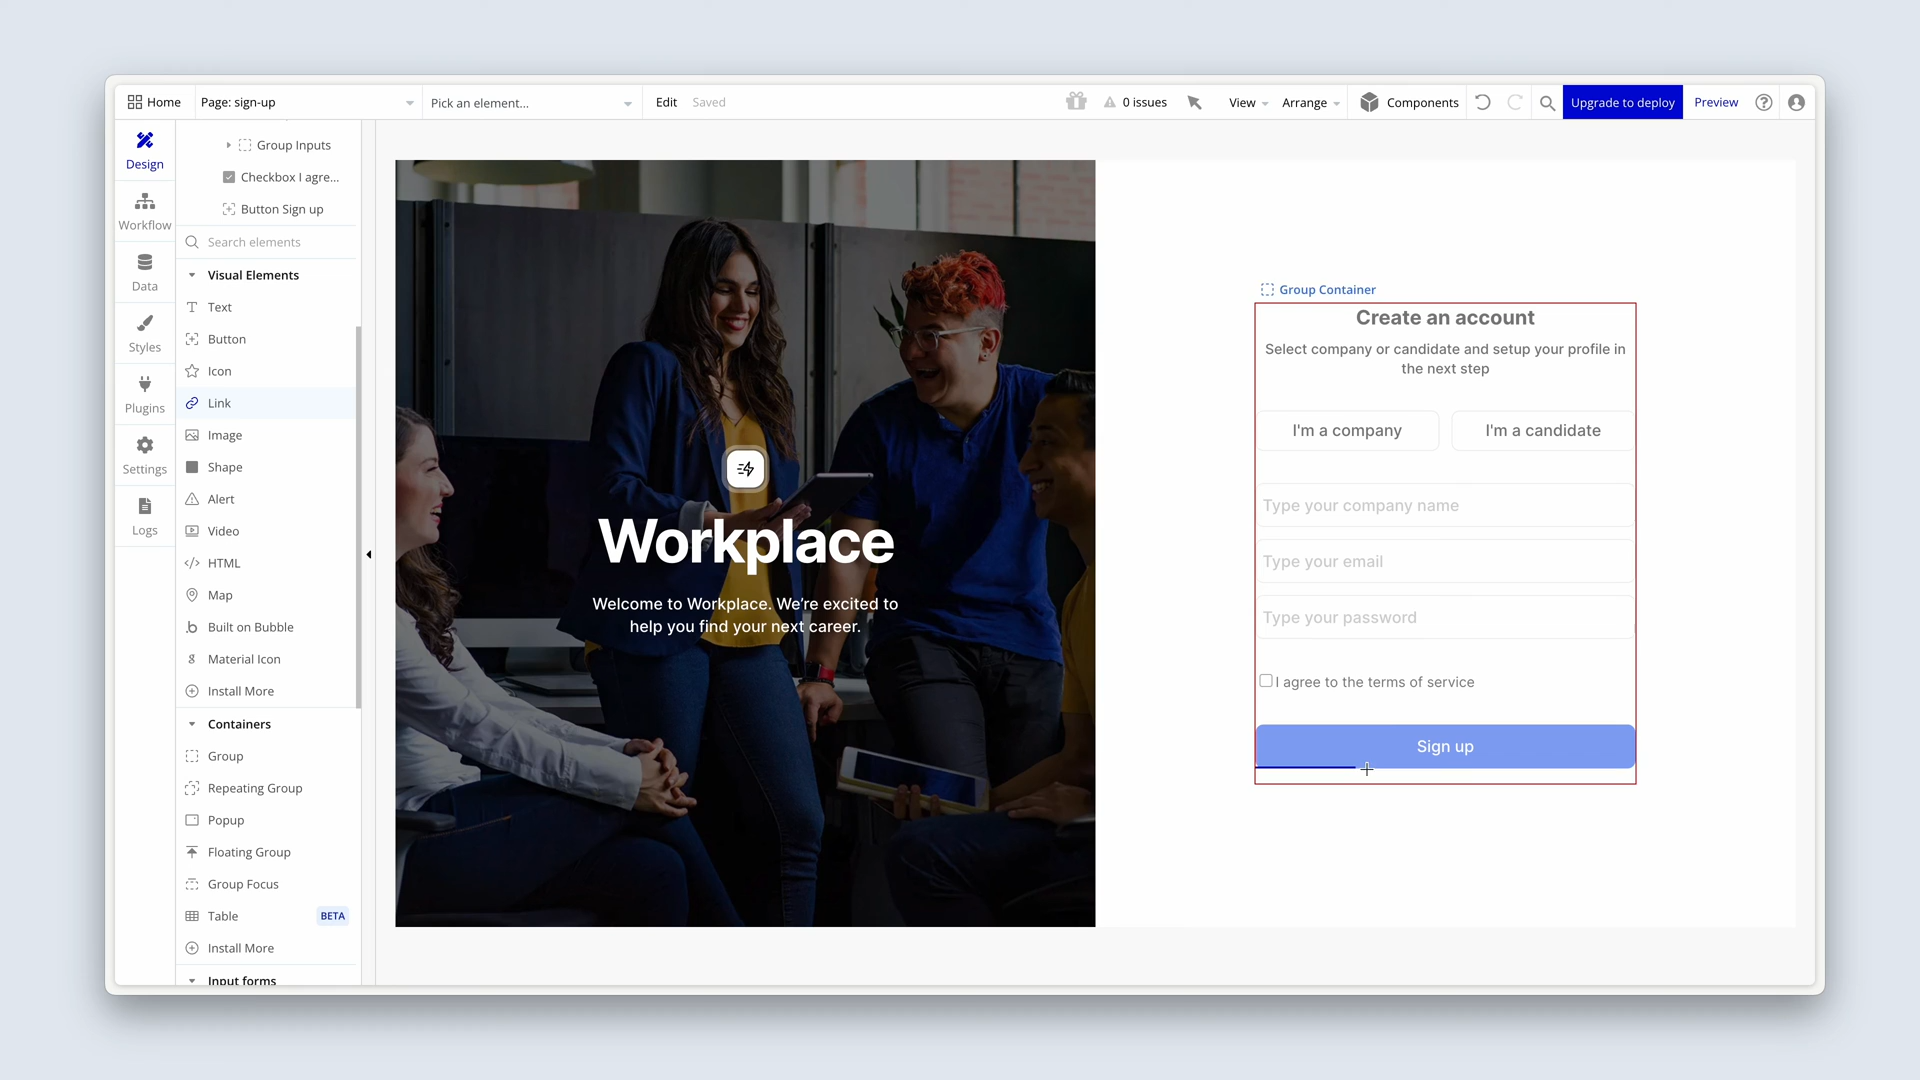 Home
Page: sign-up
Pick an element...
Edit
Saved
0 issues
View
Arrange
Components
Upgrade to deploy
Preview
Design
Workflow
Data
Styles
Plugins
Settings
Logs
Group Inputs
Checkbox I agre...
Button Sign up
Search elements
Visual Elements
Text
Button
Icon
Link
Image
Shape
Alert
Video
HTML
Map
Built on Bubble
Material Icon
Install More
Containers
Group
Repeating Group
Popup
Floating Group
Group Focus
Table
BETA
Install More
Input forms
Workplace
Welcome to Workplace. We’re excited to
help you find your next career.
Group Container
Create an account
Select company or candidate and setup your profile in
the next step
I'm a company
I'm a candidate
Type your company name
Type your email
Type your password
I agree to the terms of service
Sign up